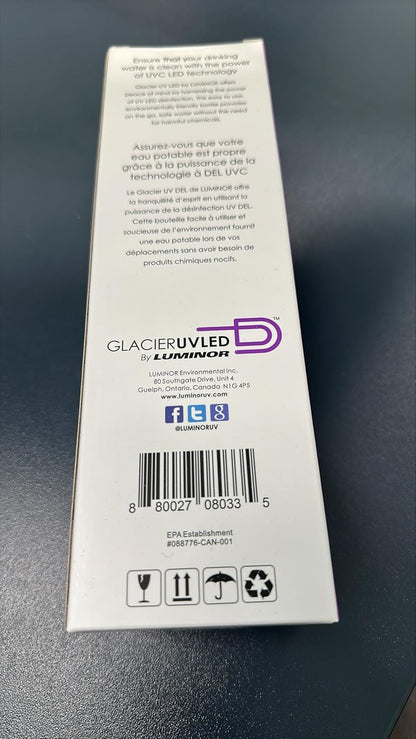 Ensure that your drinking
water is clean with the power
of UVC LED technology
Glacier UV LED by LUMINOR offers
peace of mind by harnessing the power
of UV LED disinfection. This easy to use,
environmentally friendly bottle provides
on the go, safe water without the need
for harmful chemicals.
Assurez-vous que votre
eau potable est propre
grâce à la puissance de la
technologie à DEL UVC
Le Glacier UV DEL de LUMINOR offre
la tranquillité d'esprit en utilisant la
puissance de la désinfection UV DEL.
Cette bouteille facile à utiliser et
soucieuse de l'environnement fournit
une eau potable lors de vos
déplacements sans avoir besoin de
produits chimiques nocifs.
GLACIERUVLED TM
By LUMINOR
LUMINOR Environmental Inc.
80 Southgate Drive, Unit 4
Guelph, Ontario, Canada N1G 4P5
www.luminoruv.com
f t g
@LUMINORUV
8 80027 08033 5
EPA Establishment
#088776-CAN-001